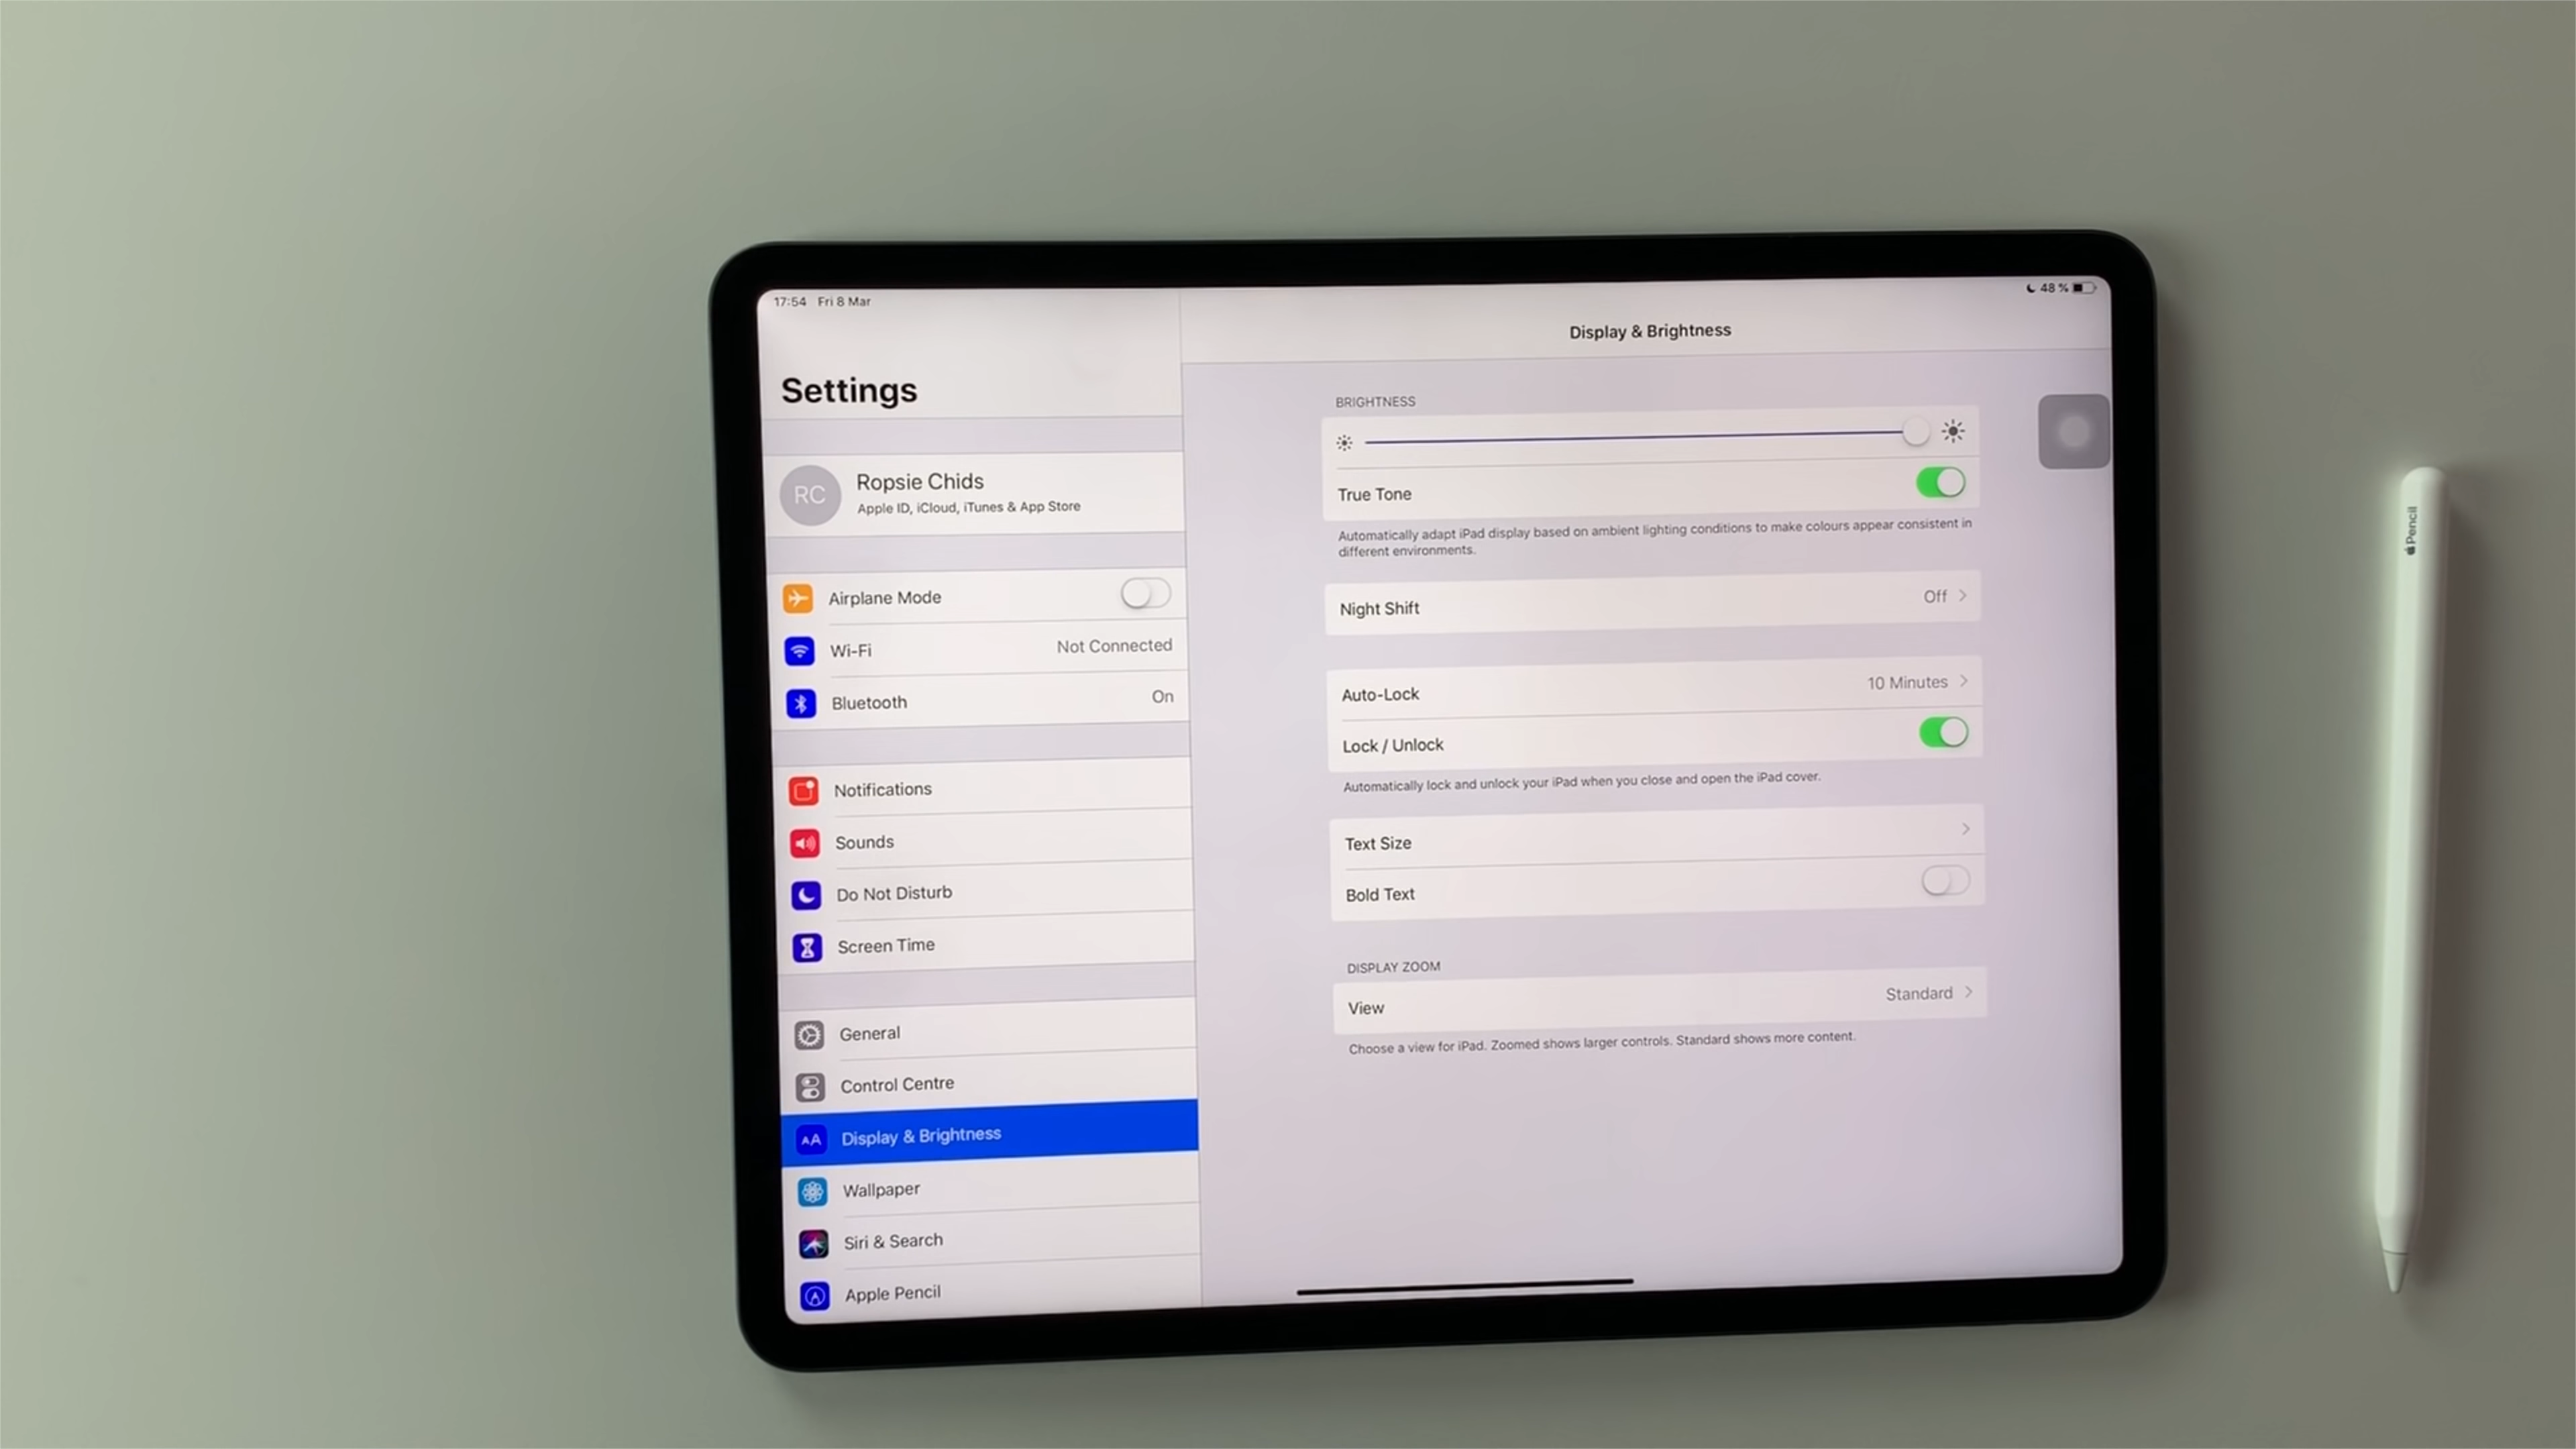 17:54 Fri 8 Mar
48 %
Settings
RC
Ropsie Chids
Apple ID, iCloud, iTunes & App Store
Airplane Mode
Wi-Fi Not Connected
Bluetooth On
Notifications
Sounds
Do Not Disturb
Screen Time
General
Control Centre
AA Display & Brightness
Wallpaper
Siri & Search
Apple Pencil
Display & Brightness
BRIGHTNESS
True Tone
Automatically adapt iPad display based on ambient lighting conditions to make colours appear consistent in
different environments.
Night Shift Off
Auto-Lock 10 Minutes
Lock / Unlock
Automatically lock and unlock your iPad when you close and open the iPad cover.
Text Size
Bold Text
DISPLAY ZOOM
View Standard
Choose a view for iPad. Zoomed shows larger controls. Standard shows more content.
Pencil